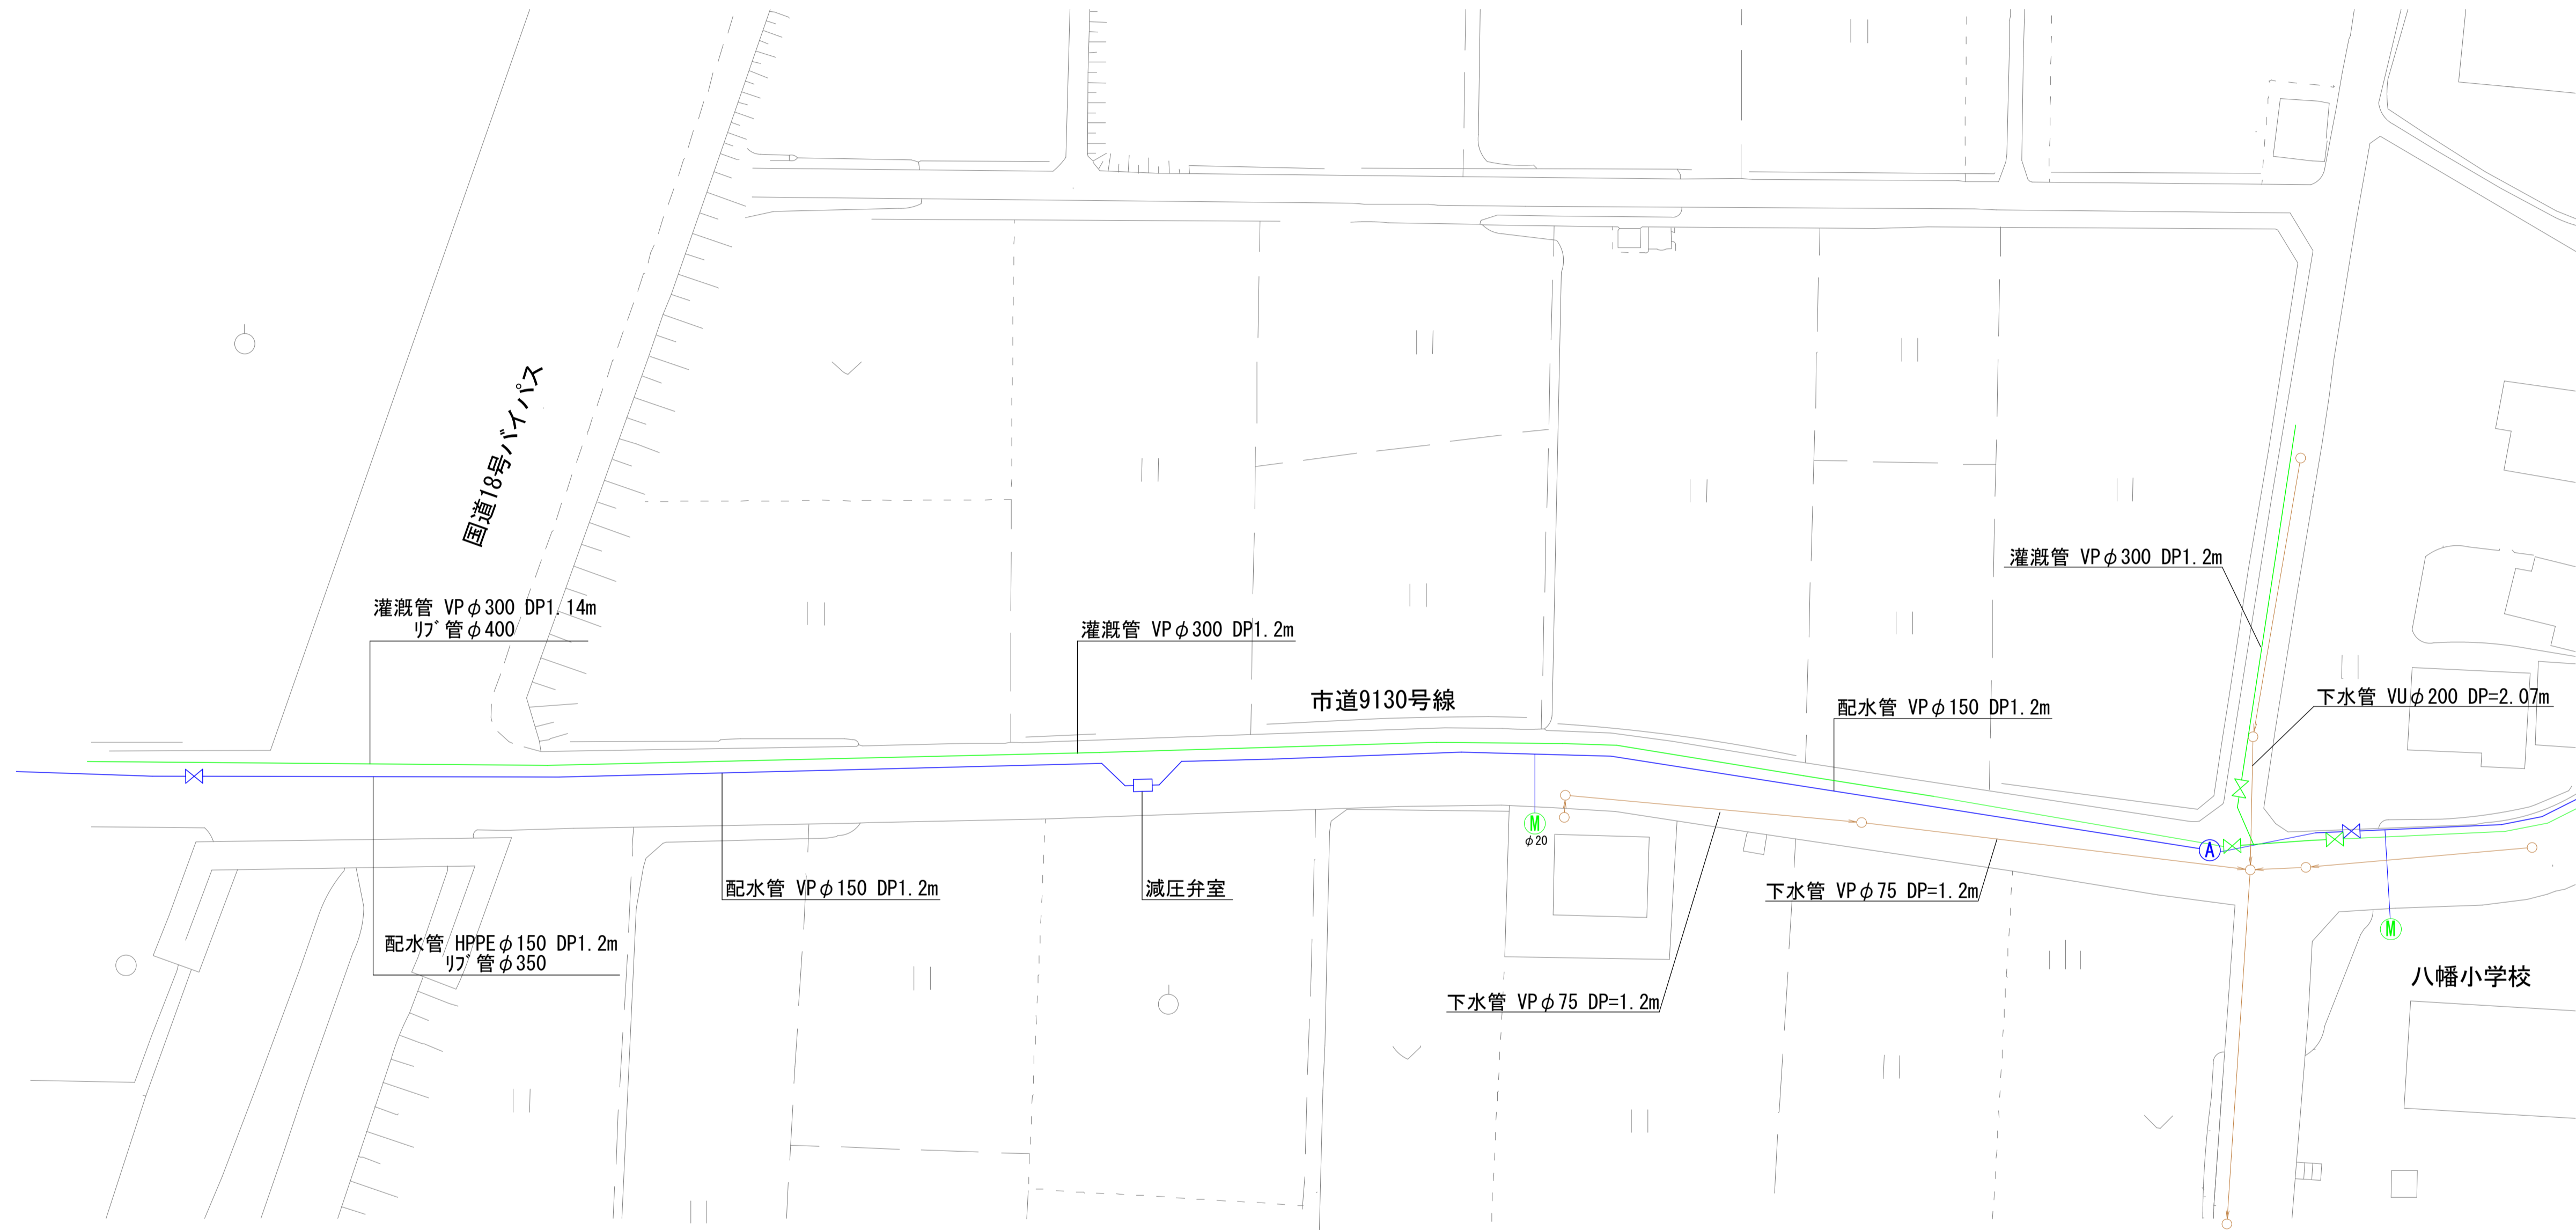 国道18号バイパス
灌漑管 VPφ300 DP1.2m
灌漑管 VPφ300 DP1.14m
ﾘﾌﾞ管φ400
灌漑管 VPφ300 DP1.2m
市道9130号線
配水管 VPφ150 DP1.2m
下水管 VUφ200 DP=2.07m
M
φ20
A
配水管 VPφ150 DP1.2m
減圧弁室
下水管 VPφ75 DP=1.2m
M
配水管 HPPEφ150 DP1.2m
ﾘﾌﾞ管φ350
八幡小学校
下水管 VPφ75 DP=1.2m